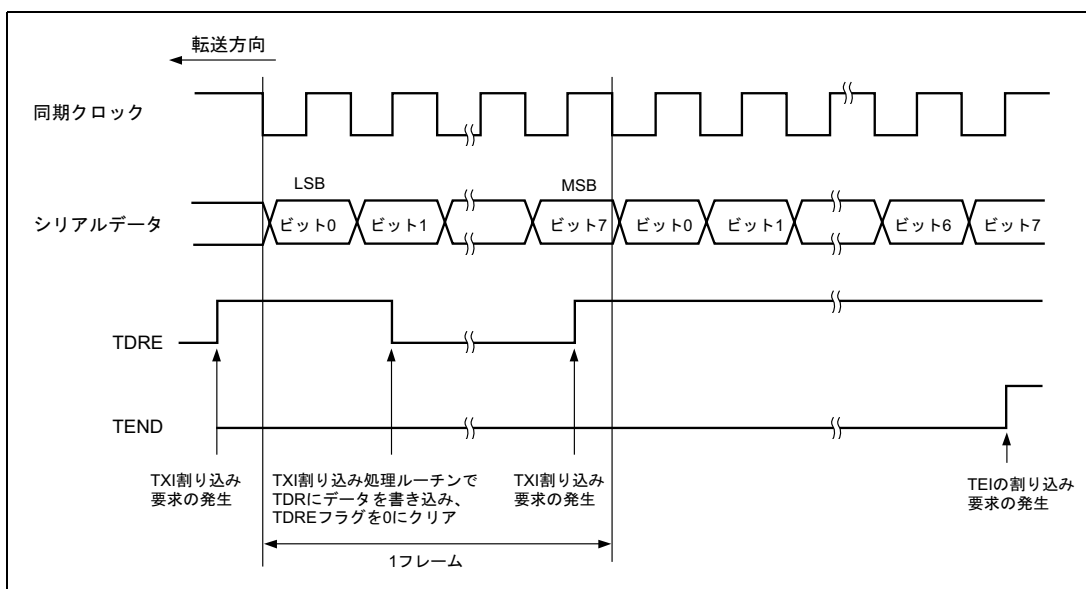 転送方向
同期クロック
LSB
MSB
シリアルデータ
ビット0
ビット1
ビット7
ビット0
ビット1
ビット6
ビット7
TDRE
TEND
TXI割り込み
要求の発生
TXI割り込み処理ルーチンで
TDRにデータを書き込み、
TDREフラグを0にクリア
TXI割り込み
要求の発生
TEIの割り込み
要求の発生
1フレーム